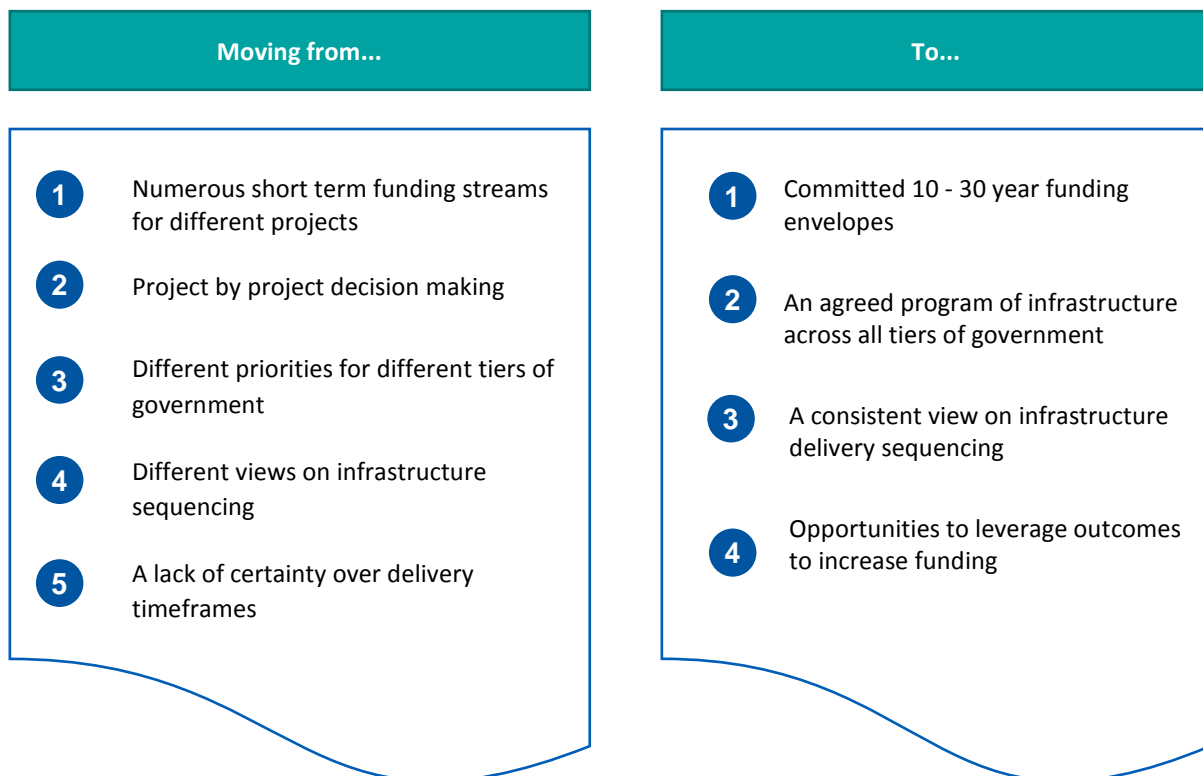 Moving from...
1 Numerous short term funding streams
for different projects
2 Project by project decision making
3 Different priorities for different tiers of
government
4 Different views on infrastructure
sequencing
5 A lack of certainty over delivery
timeframes
To...
1 Committed 10 - 30 year funding
envelopes
2 An agreed program of infrastructure
across all tiers of government
3 A consistent view on infrastructure
delivery sequencing
4 Opportunities to leverage outcomes
to increase funding